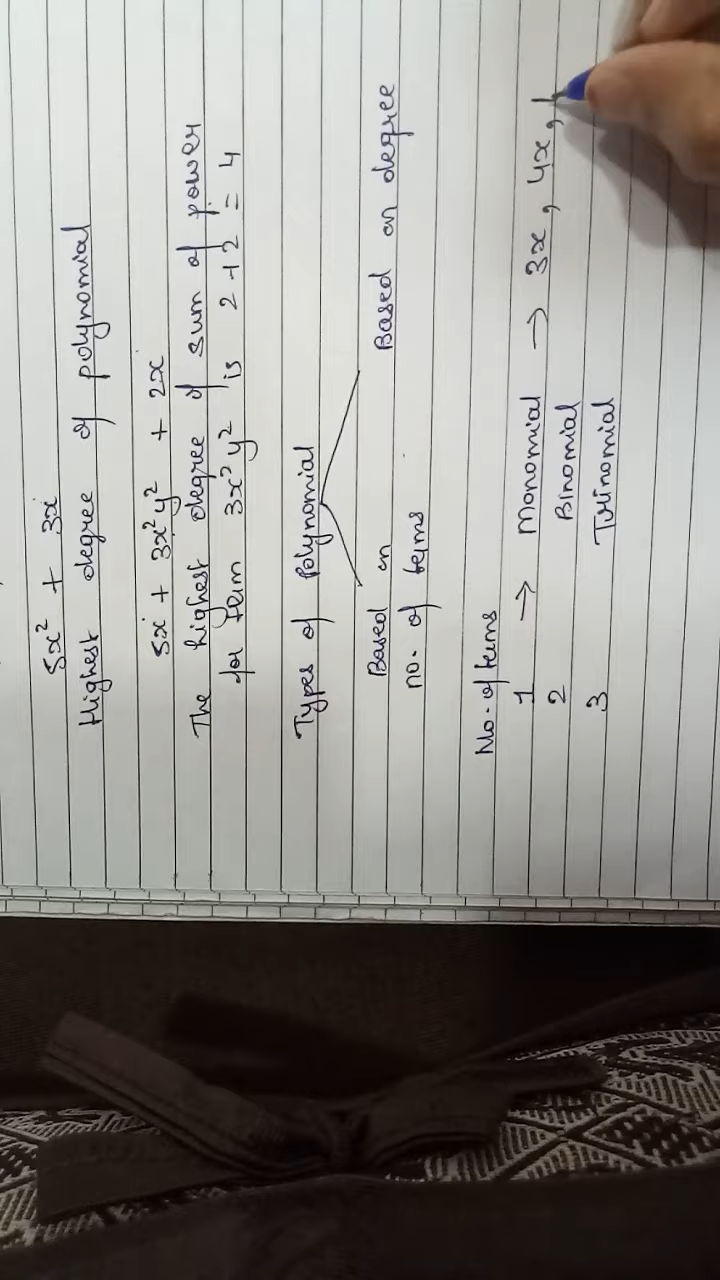 5x² + 3x
Highest degree of polynomial
5x + 3x²y² + 2x
The highest degree of sum of power
for term 3x²y² is 2+2 = 4
Types of Polynomial
Based on
no. of terms
Based on degree
No. of terms
1 → Monomial → 3x, 4x,
2 Binomial
3 Trinomial